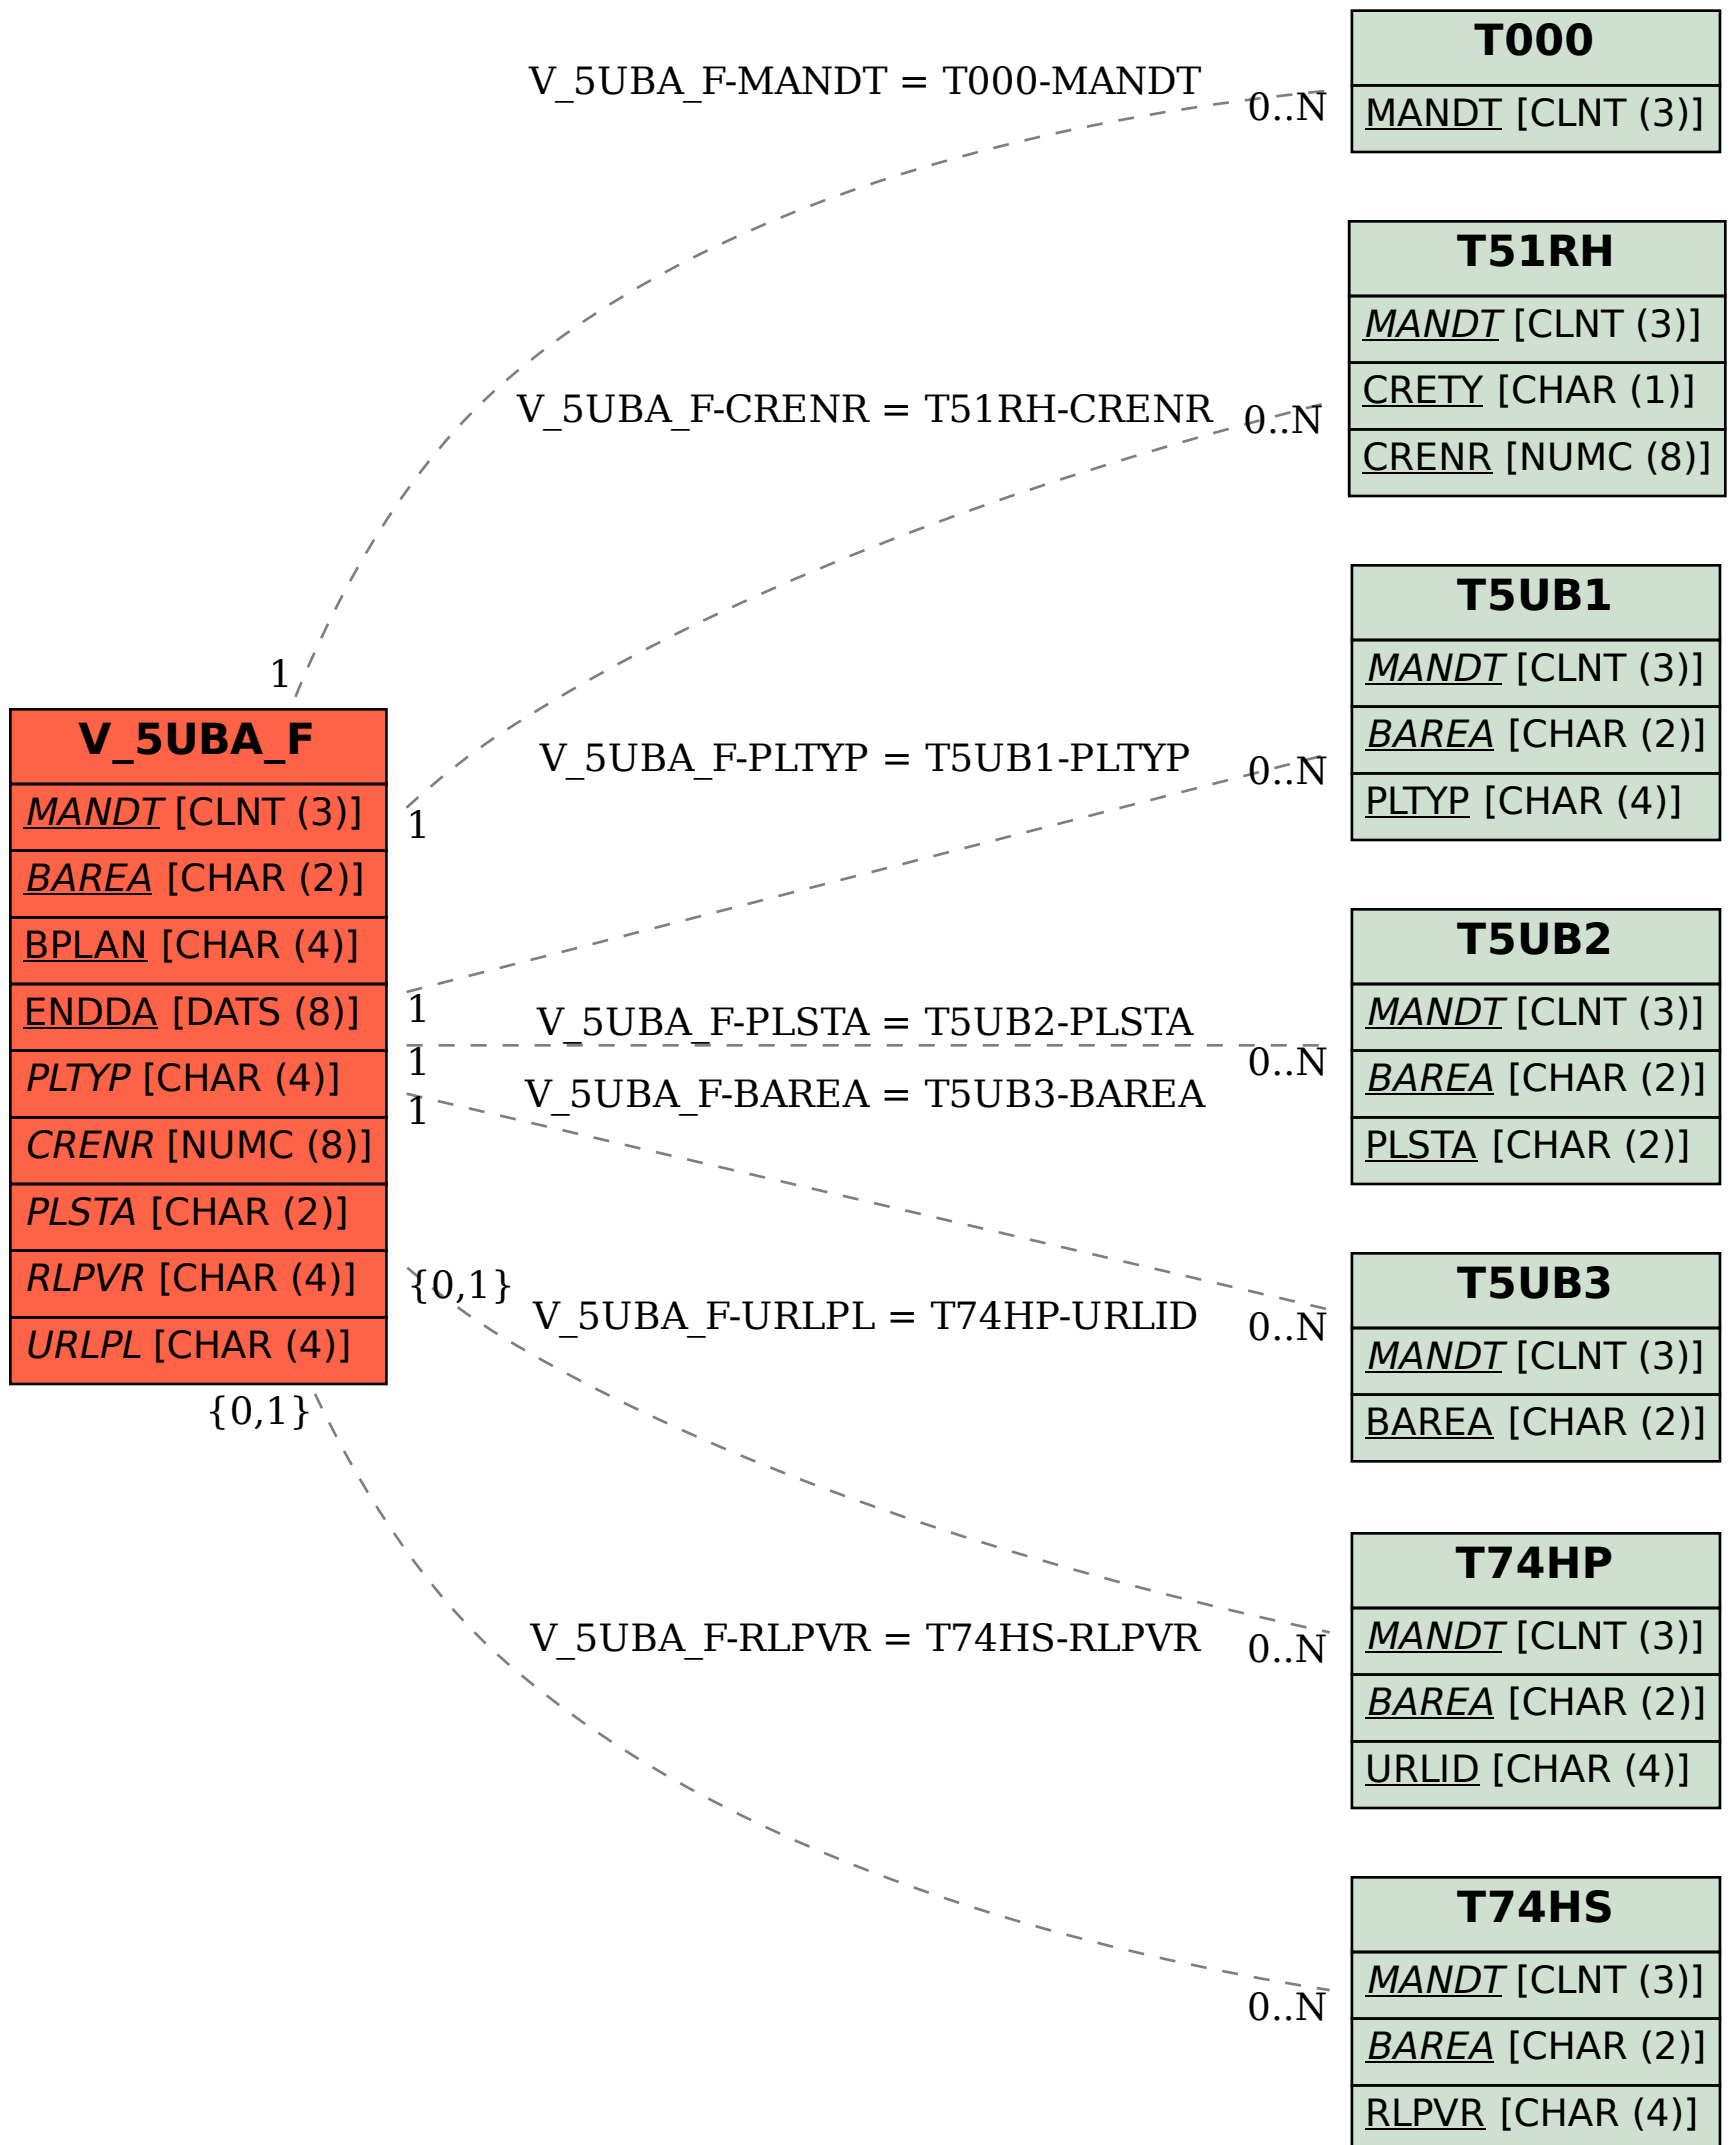 V_5UBA_F
MANDT [CLNT (3)]
BAREA [CHAR (2)]
BPLAN [CHAR (4)]
ENDDA [DATS (8)]
PLTYP [CHAR (4)]
CRENR [NUMC (8)]
PLSTA [CHAR (2)]
RLPVR [CHAR (4)]
URLPL [CHAR (4)]
V_5UBA_F-MANDT = T000-MANDT
0..N
1
V_5UBA_F-CRENR = T51RH-CRENR
0..N
1
V_5UBA_F-PLTYP = T5UB1-PLTYP
0..N
1
V_5UBA_F-PLSTA = T5UB2-PLSTA
0..N
1
V_5UBA_F-BAREA = T5UB3-BAREA
0..N
1
V_5UBA_F-URLPL = T74HP-URLID
0..N
{0,1}
V_5UBA_F-RLPVR = T74HS-RLPVR
0..N
{0,1}
T000
MANDT [CLNT (3)]
T51RH
MANDT [CLNT (3)]
CRETY [CHAR (1)]
CRENR [NUMC (8)]
T5UB1
MANDT [CLNT (3)]
BAREA [CHAR (2)]
PLTYP [CHAR (4)]
T5UB2
MANDT [CLNT (3)]
BAREA [CHAR (2)]
PLSTA [CHAR (2)]
T5UB3
MANDT [CLNT (3)]
BAREA [CHAR (2)]
T74HP
MANDT [CLNT (3)]
BAREA [CHAR (2)]
URLID [CHAR (4)]
T74HS
MANDT [CLNT (3)]
BAREA [CHAR (2)]
RLPVR [CHAR (4)]